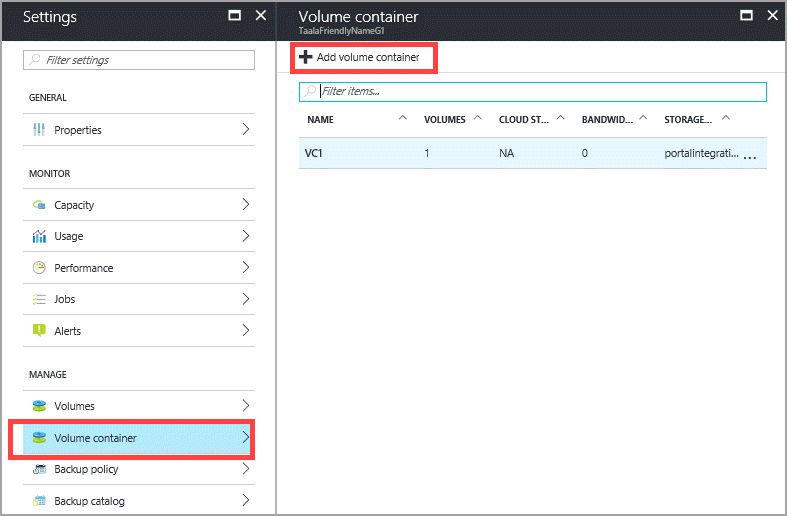 Settings
Filter settings
GENERAL
Properties
MONITOR
Capacity
Usage
Performance
Jobs
Alerts
MANAGE
Volumes
Volume container
Backup policy
Backup catalog
Volume container
TaalaFriendlyNameG1
Add volume container
Filter items...
NAME VOLUMES CLOUD ST... BANDWID... STORAGE...
VC1 1 NA 0 portalintegrati... ...